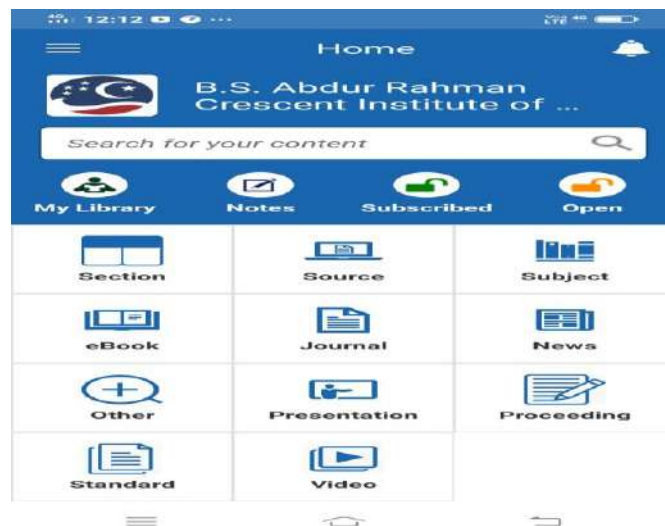 12:12
Home
B.S. Abdur Rahman
Crescent Institute of ...
Search for your content
My Library Notes Subscribed Open
Section Source Subject
eBook Journal News
Other Presentation Proceeding
Standard Video